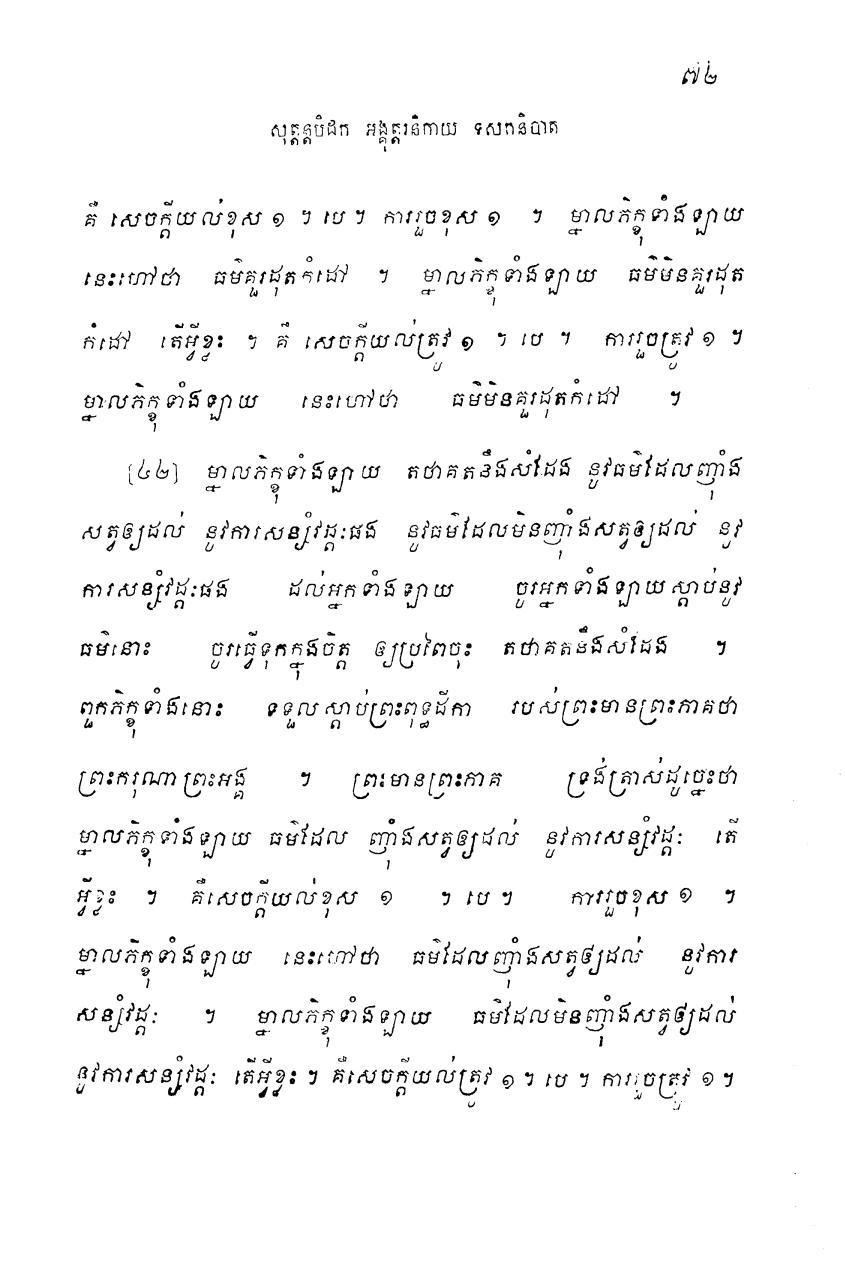 ៧២
សុត្តន្តបិដក អង្គុត្តរនិកាយ ទសកនិបាត
គឺ សេចក្តីយល់ខុស ១ ។ បេ ។ ការរួចខុស ១ ។ ម្នាលភិក្ខុទាំងឡាយ
នេះហៅថា ធម៌គួរដុតកំដៅ ។ ម្នាលភិក្ខុទាំងឡាយ ធម៌មិនគួរដុត
កំដៅ តើអ្វីខ្លះ ។ គឺ សេចក្តីយល់ត្រូវ ១ ។ បេ ។ ការរួចត្រូវ ១ ។
ម្នាលភិក្ខុទាំងឡាយ នេះហៅថា ធម៌មិនគួរដុតកំដៅ ។
[៤២] ម្នាលភិក្ខុទាំងឡាយ តថាគតនឹងសំដែង នូវធម៌ដែលញ៉ាំង
សត្វឲ្យដល់ នូវការសន្សំវដ្តៈផង នូវធម៌ដែលមិនញ៉ាំងសត្វឲ្យដល់ នូវ
ការសន្សំវដ្តៈផង ដល់អ្នកទាំងឡាយ ចូរអ្នកទាំងឡាយស្តាប់នូវ
ធម៌នោះ ចូរធ្វើទុកក្នុងចិត្ត ឲ្យប្រពៃចុះ តថាគតនឹងសំដែង ។
ពួកភិក្ខុទាំងនោះ ទទួលស្តាប់ព្រះពុទ្ធដីកា របស់ព្រះមានព្រះភាគថា
ព្រះករុណាព្រះអង្គ ។ ព្រះមានព្រះភាគ ទ្រង់ត្រាស់ដូច្នេះថា
ម្នាលភិក្ខុទាំងឡាយ ធម៌ដែល ញ៉ាំងសត្វឲ្យដល់ នូវការសន្សំវដ្តៈ តើ
អ្វីខ្លះ ។ គឺសេចក្តីយល់ខុស ១ ។ បេ ។ ការរួចខុស ១ ។
ម្នាលភិក្ខុទាំងឡាយ នេះហៅថា ធម៌ដែលញ៉ាំងសត្វឲ្យដល់ នូវការ
សន្សំវដ្តៈ ។ ម្នាលភិក្ខុទាំងឡាយ ធម៌ដែលមិនញ៉ាំងសត្វឲ្យដល់
នូវការសន្សំវដ្តៈ តើអ្វីខ្លះ ។ គឺសេចក្តីយល់ត្រូវ ១ ។ បេ ។ ការរួចត្រូវ ១ ។